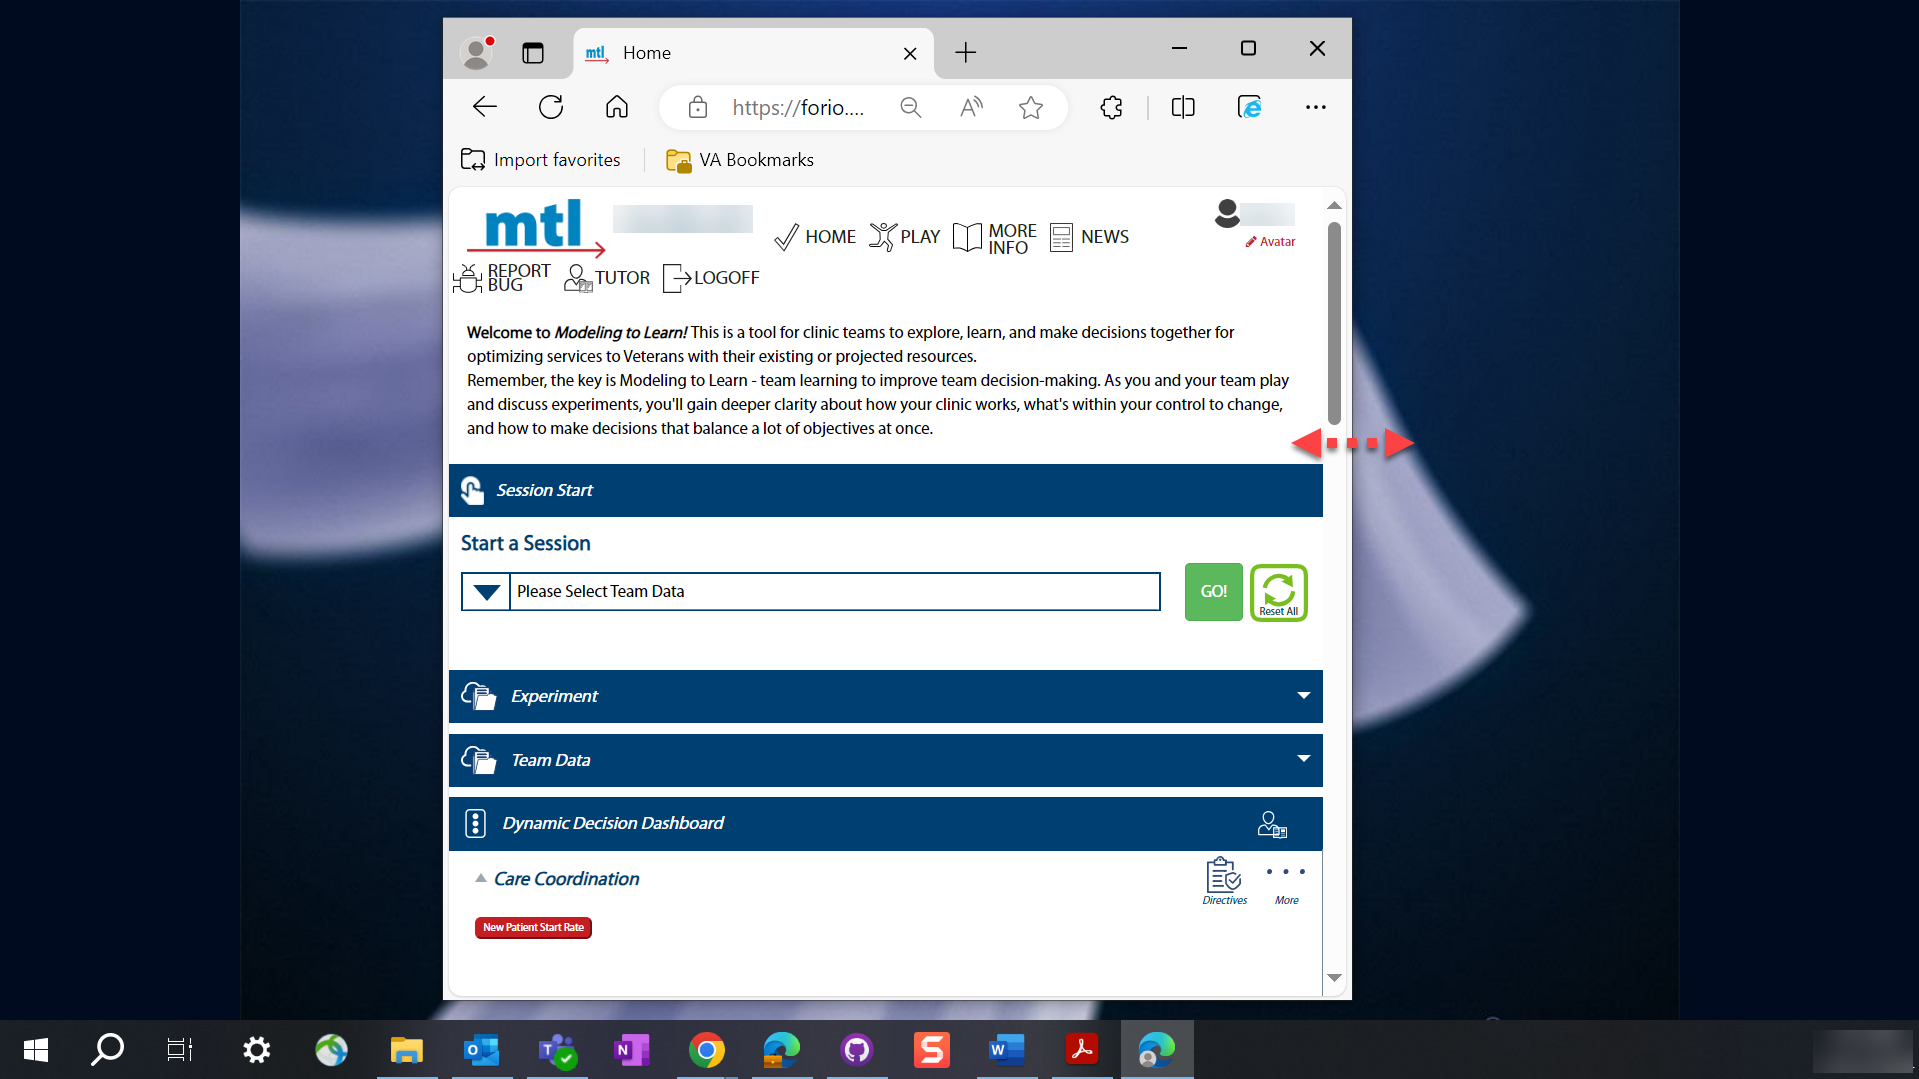 mtl Home
https://forio....
Import favorites VA Bookmarks
mtl HOME PLAY MORE INFO NEWS
Avatar
REPORT BUG TUTOR LOGOFF
Welcome to Modeling to Learn! This is a tool for clinic teams to explore, learn, and make decisions together for
optimizing services to Veterans with their existing or projected resources.
Remember, the key is Modeling to Learn - team learning to improve team decision-making. As you and your team play
and discuss experiments, you'll gain deeper clarity about how your clinic works, what's within your control to change,
and how to make decisions that balance a lot of objectives at once.
Session Start
Start a Session
Please Select Team Data GO! Reset All
Experiment
Team Data
Dynamic Decision Dashboard
Care Coordination
Directives More
New Patient Start Rate